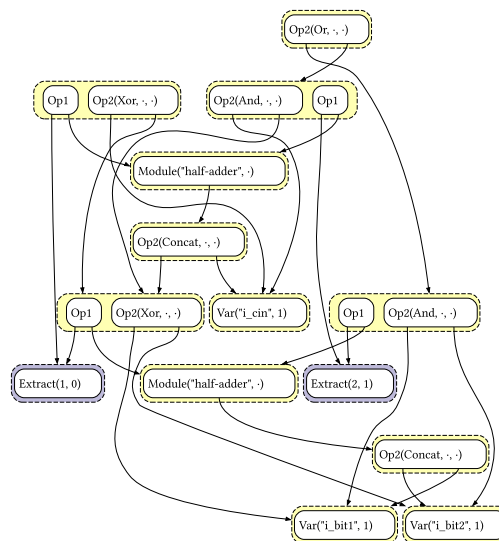 Op2(Or, ·, ·)
Op1 Op2(Xor, ·, ·) Op2(And, ·, ·) Op1
Module("half-adder", ·)
Op2(Concat, ·, ·)
Op1 Op2(Xor, ·, ·) Var("i_cin", 1) Op1 Op2(And, ·, ·)
Extract(1, 0) Module("half-adder", ·) Extract(2, 1)
Op2(Concat, ·, ·)
Var("i_bit1", 1) Var("i_bit2", 1)